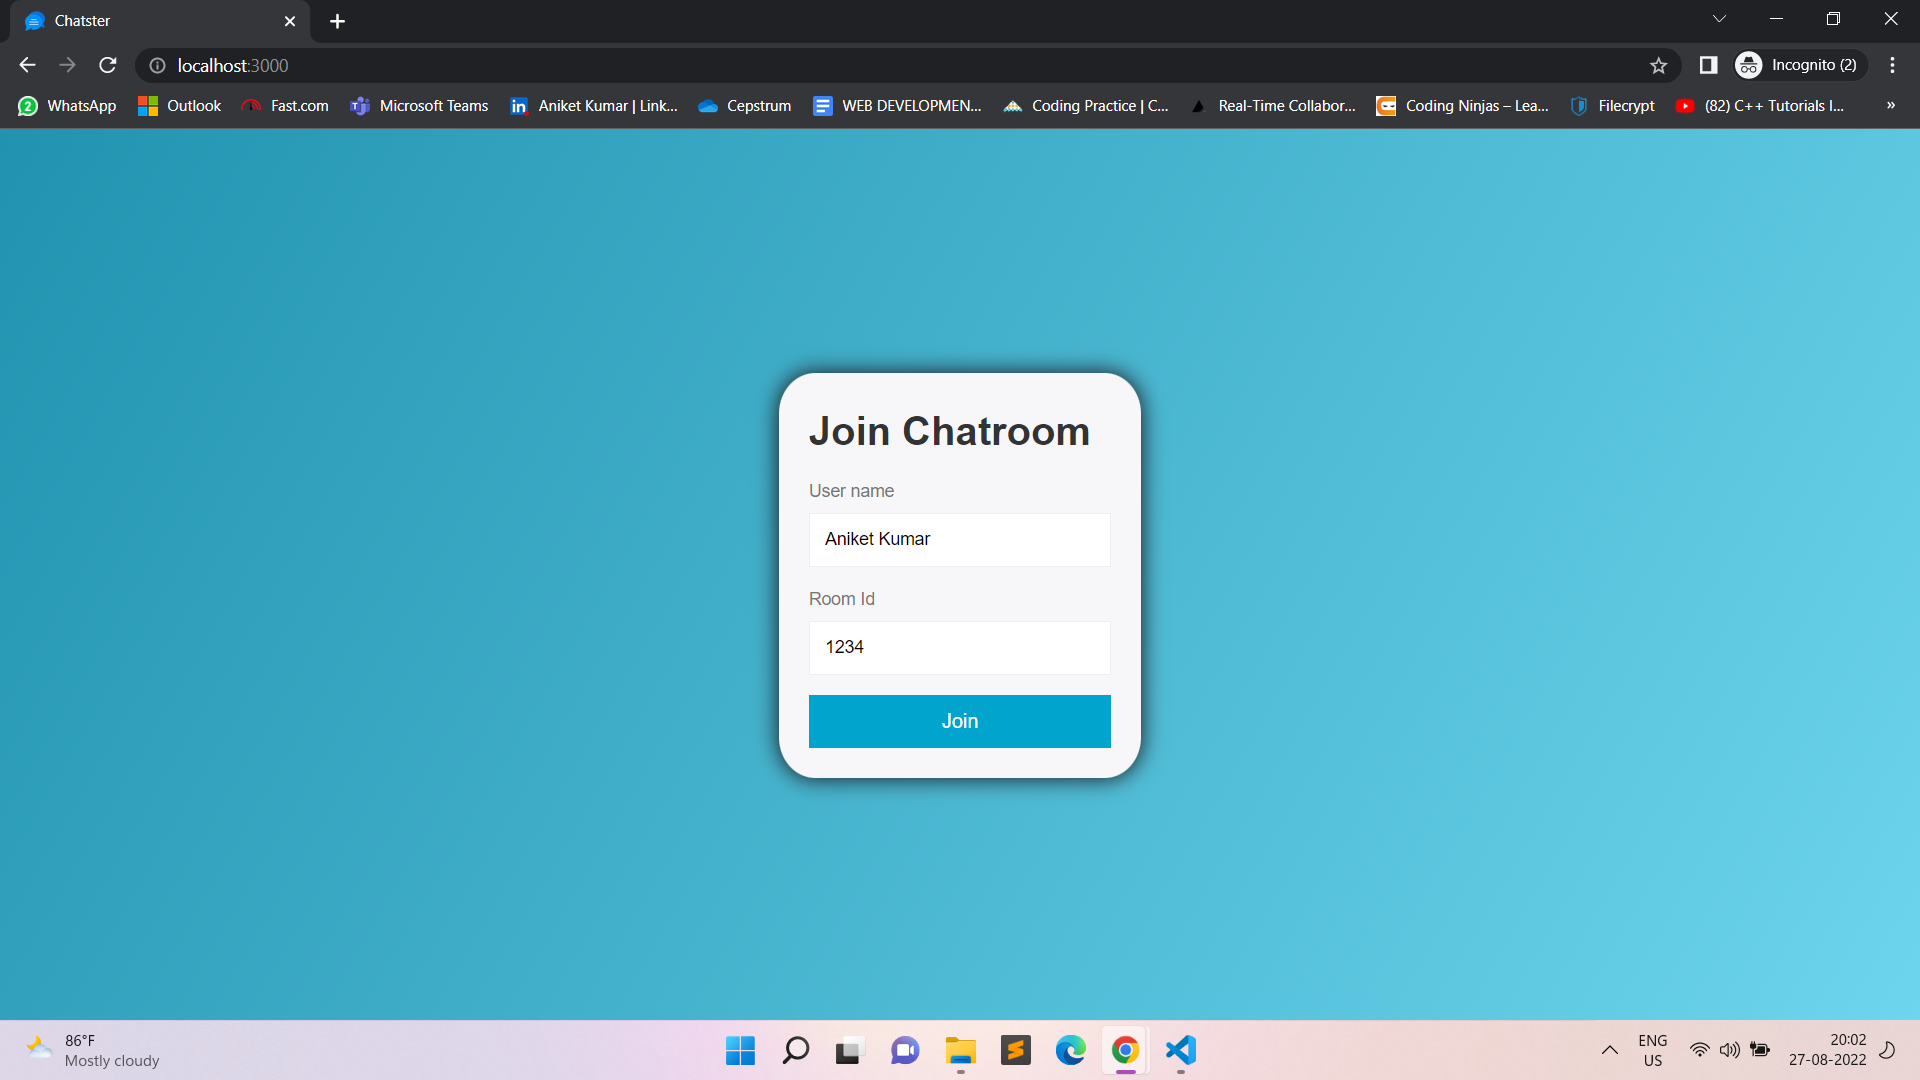 Chatster
localhost:3000
Incognito (2)
2 WhatsApp
Outlook
Fast.com
Microsoft Teams
in Aniket Kumar | Link...
Cepstrum
WEB DEVELOPMEN...
Coding Practice | C...
Real-Time Collabor...
Coding Ninjas – Lea...
Filecrypt
(82) C++ Tutorials I...
»
Join Chatroom
User name
Aniket Kumar
Room Id
1234
Join
86°F
Mostly cloudy
ENG
US
20:02
27-08-2022